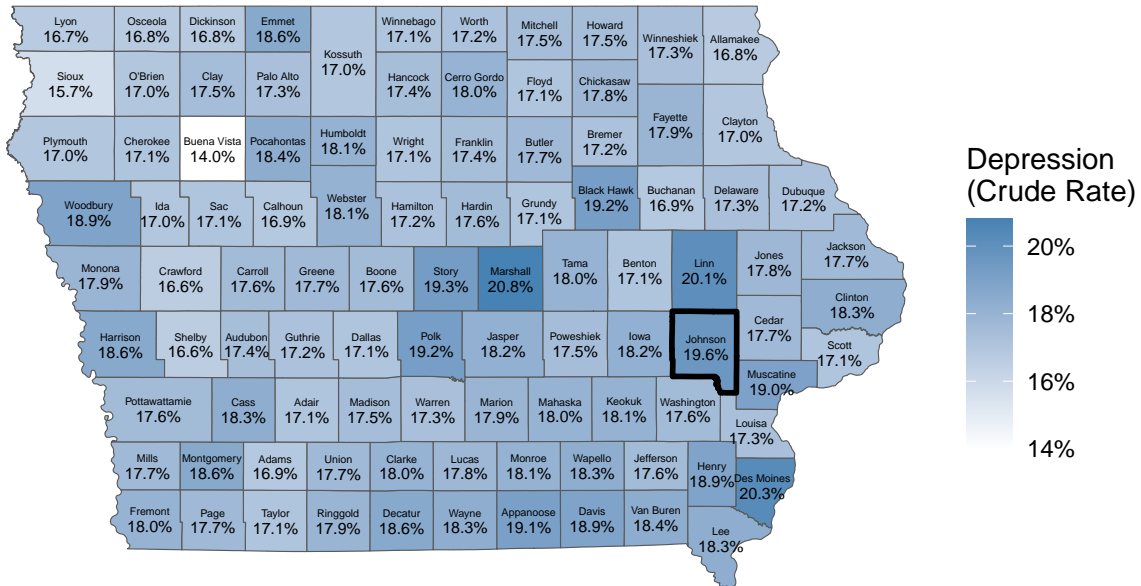 Lyon
16.7%
Osceola
16.8%
Dickinson
16.8%
Emmet
18.6%
Kossuth
17.0%
Winnebago
17.1%
Worth
17.2%
Mitchell
17.5%
Howard
17.5%
Winneshiek
17.3%
Allamakee
16.8%
Sioux
15.7%
O'Brien
17.0%
Clay
17.5%
Palo Alto
17.3%
Hancock
17.4%
Cerro Gordo
18.0%
Floyd
17.1%
Chickasaw
17.8%
Fayette
17.9%
Clayton
17.0%
Plymouth
17.0%
Cherokee
17.1%
Buena Vista
14.0%
Pocahontas
18.4%
Humboldt
18.1%
Wright
17.1%
Franklin
17.4%
Butler
17.7%
Bremer
17.2%
Woodbury
18.9%
Ida
17.0%
Sac
17.1%
Calhoun
16.9%
Webster
18.1%
Hamilton
17.2%
Hardin
17.6%
Grundy
17.1%
Black Hawk
19.2%
Buchanan
16.9%
Delaware
17.3%
Dubuque
17.2%
Monona
17.9%
Crawford
16.6%
Carroll
17.6%
Greene
17.7%
Boone
17.6%
Story
19.3%
Marshall
20.8%
Tama
18.0%
Benton
17.1%
Linn
20.1%
Jones
17.8%
Jackson
17.7%
Clinton
18.3%
Harrison
18.6%
Shelby
16.6%
Audubon
17.4%
Guthrie
17.2%
Dallas
17.1%
Polk
19.2%
Jasper
18.2%
Poweshiek
17.5%
Iowa
18.2%
Johnson
19.6%
Cedar
17.7%
Scott
17.1%
Muscatine
19.0%
Pottawattamie
17.6%
Cass
18.3%
Adair
17.1%
Madison
17.5%
Warren
17.3%
Marion
17.9%
Mahaska
18.0%
Keokuk
18.1%
Washington
17.6%
Louisa
17.3%
Mills
17.7%
Montgomery
18.6%
Adams
16.9%
Union
17.7%
Clarke
18.0%
Lucas
17.8%
Monroe
18.1%
Wapello
18.3%
Jefferson
17.6%
Henry
18.9%
Des Moines
20.3%
Fremont
18.0%
Page
17.7%
Taylor
17.1%
Ringgold
17.9%
Decatur
18.6%
Wayne
18.3%
Appanoose
19.1%
Davis
18.9%
Van Buren
18.4%
Lee
18.3%
Depression
(Crude Rate)
20%
18%
16%
14%